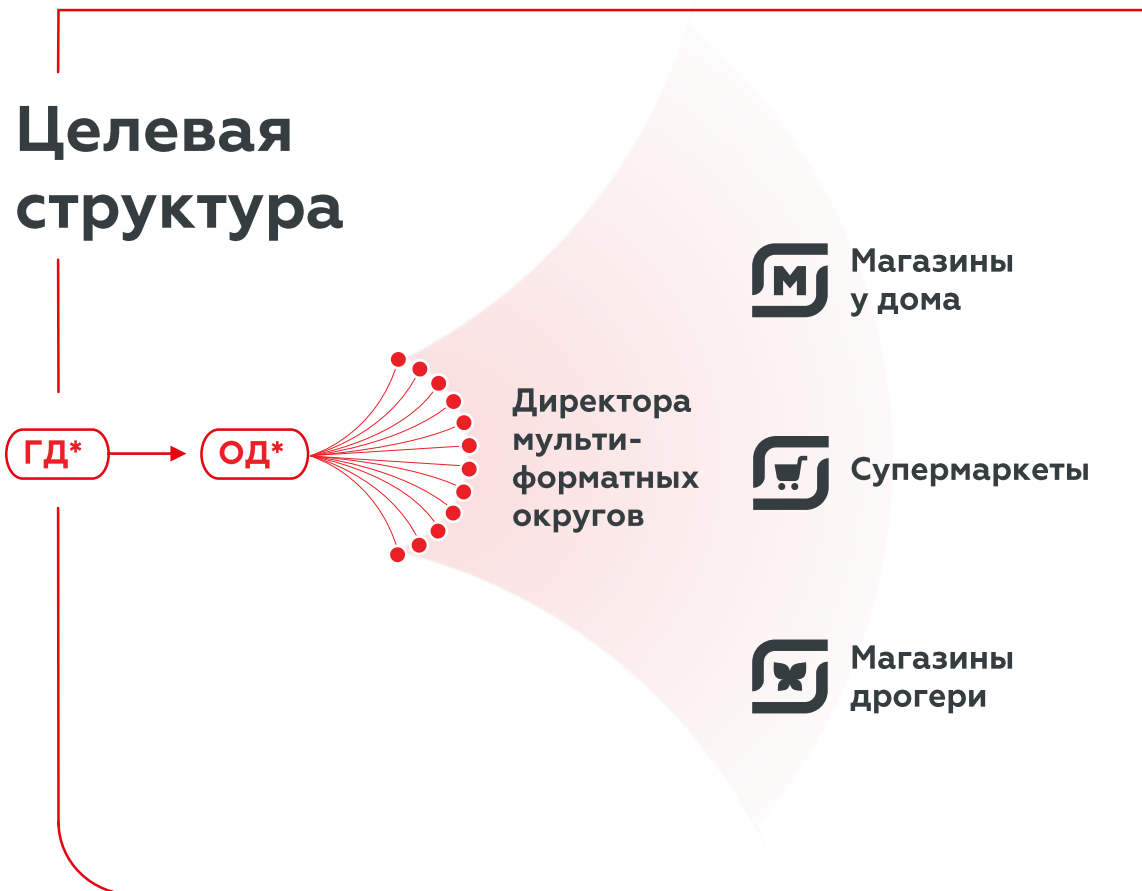 Целевая
структура
ГД*
ОД*
Директора
мульти-
форматных
округов
М
Магазины
у дома
Супермаркеты
Магазины
дрогери